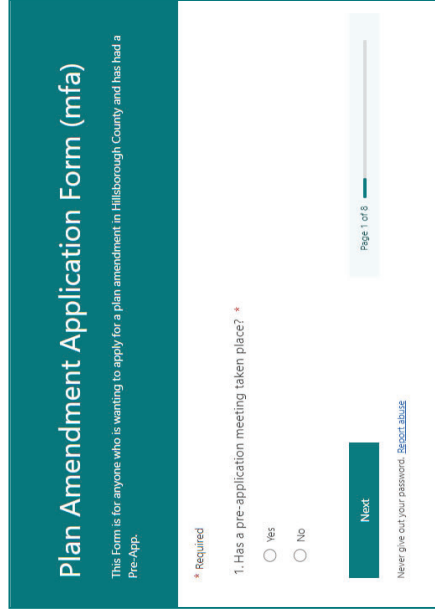 Plan Amendment Application Form (mfa)
This Form is for anyone who is wanting to apply for a plan amendment in Hillsborough County and has had a
Pre-App.
* Required
1. Has a pre-application meeting taken place? *
Yes
No
Next
Page 1 of 8
Never give out your password. Report abuse